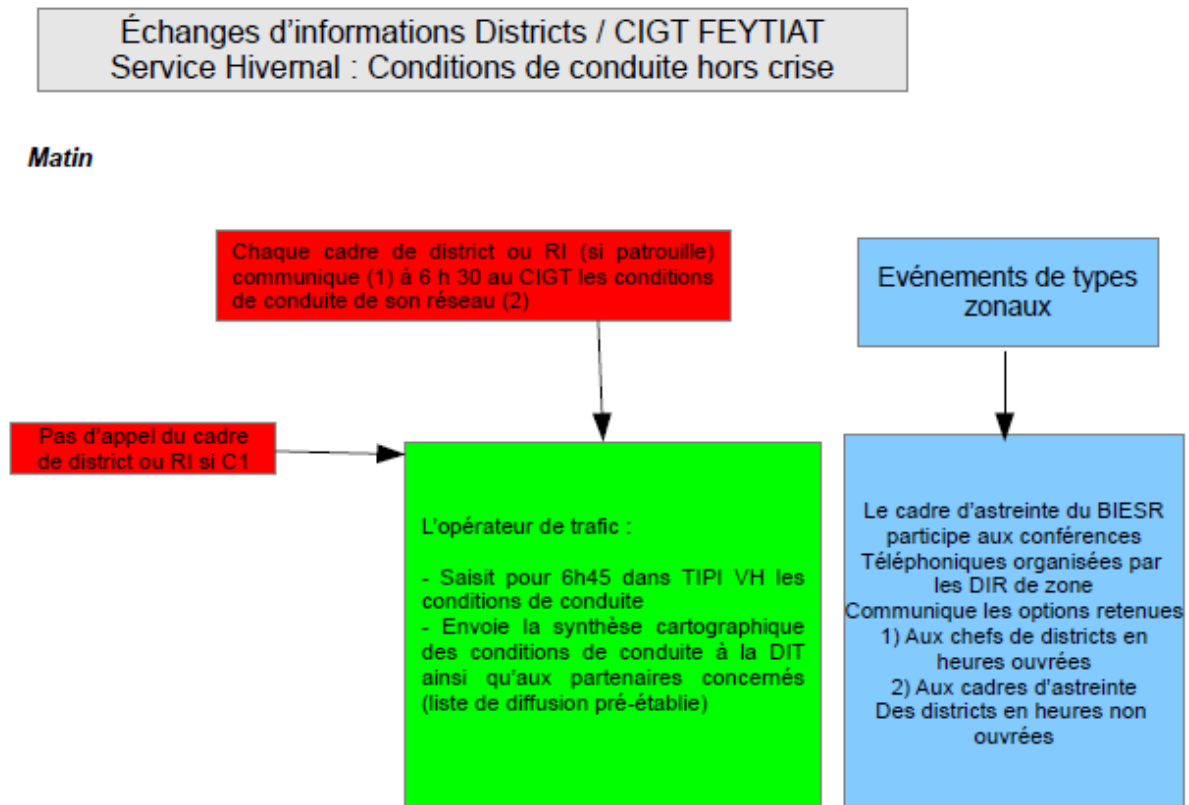 Échanges d'informations Districts / CIGT FEYTIAT
Service Hivernal : Conditions de conduite hors crise
Matin
Chaque cadre de district ou RI (si patrouille)
communique (1) à 6 h 30 au CIGT les conditions
de conduite de son réseau (2)
Evénements de types
zonaux
Pas d'appel du cadre
de district ou RI si C1
L'opérateur de trafic :
- Saisit pour 6h45 dans TIPI VH les
conditions de conduite
- Envoie la synthèse cartographique
des conditions de conduite à la DIT
ainsi qu'aux partenaires concernés
(liste de diffusion pré-établie)
Le cadre d'astreinte du BIESR
participe aux conférences
Téléphoniques organisées par
les DIR de zone
Communique les options retenues
1) Aux chefs de districts en
heures ouvrées
2) Aux cadres d'astreinte
Des districts en heures non
ouvrées